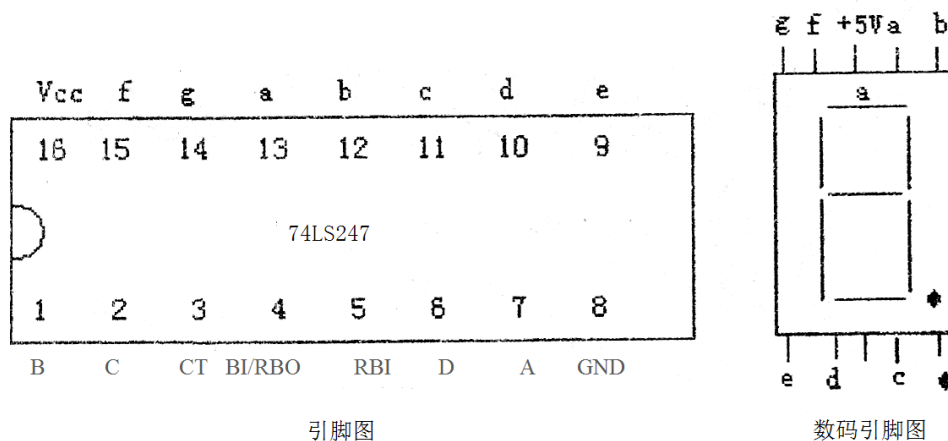 g f +5V a b
Vcc f g a b c d e
a
16 15 14 13 12 11 10 9
74LS247
1 2 3 4 5 6 7 8
B C CT BI/RBO RBI D A GND
e d c
引脚图
数码引脚图